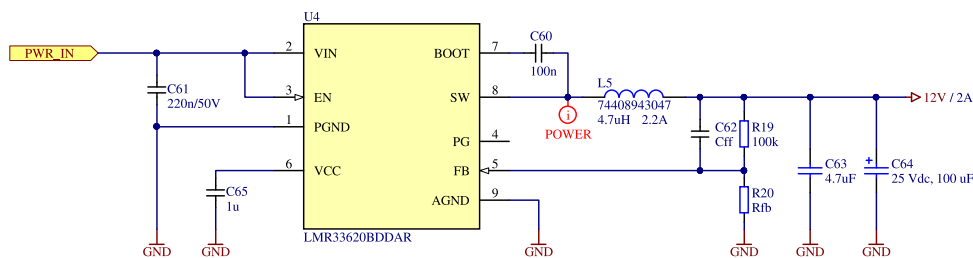 U4
PWR_IN
2 VIN
BOOT 7
C60
100n
C61
220n/50V
3 EN
SW 8
L5
74408943047
4.7uH 2.2A
POWER
12V / 2A
1 PGND
PG 4
C62
Cff
R19
100k
6 VCC
FB 5
C63
4.7uF
C64
25 Vdc, 100 uF
C65
1u
AGND 9
R20
Rfb
LMR33620BDDAR
GND
GND
GND
GND
GND
GND